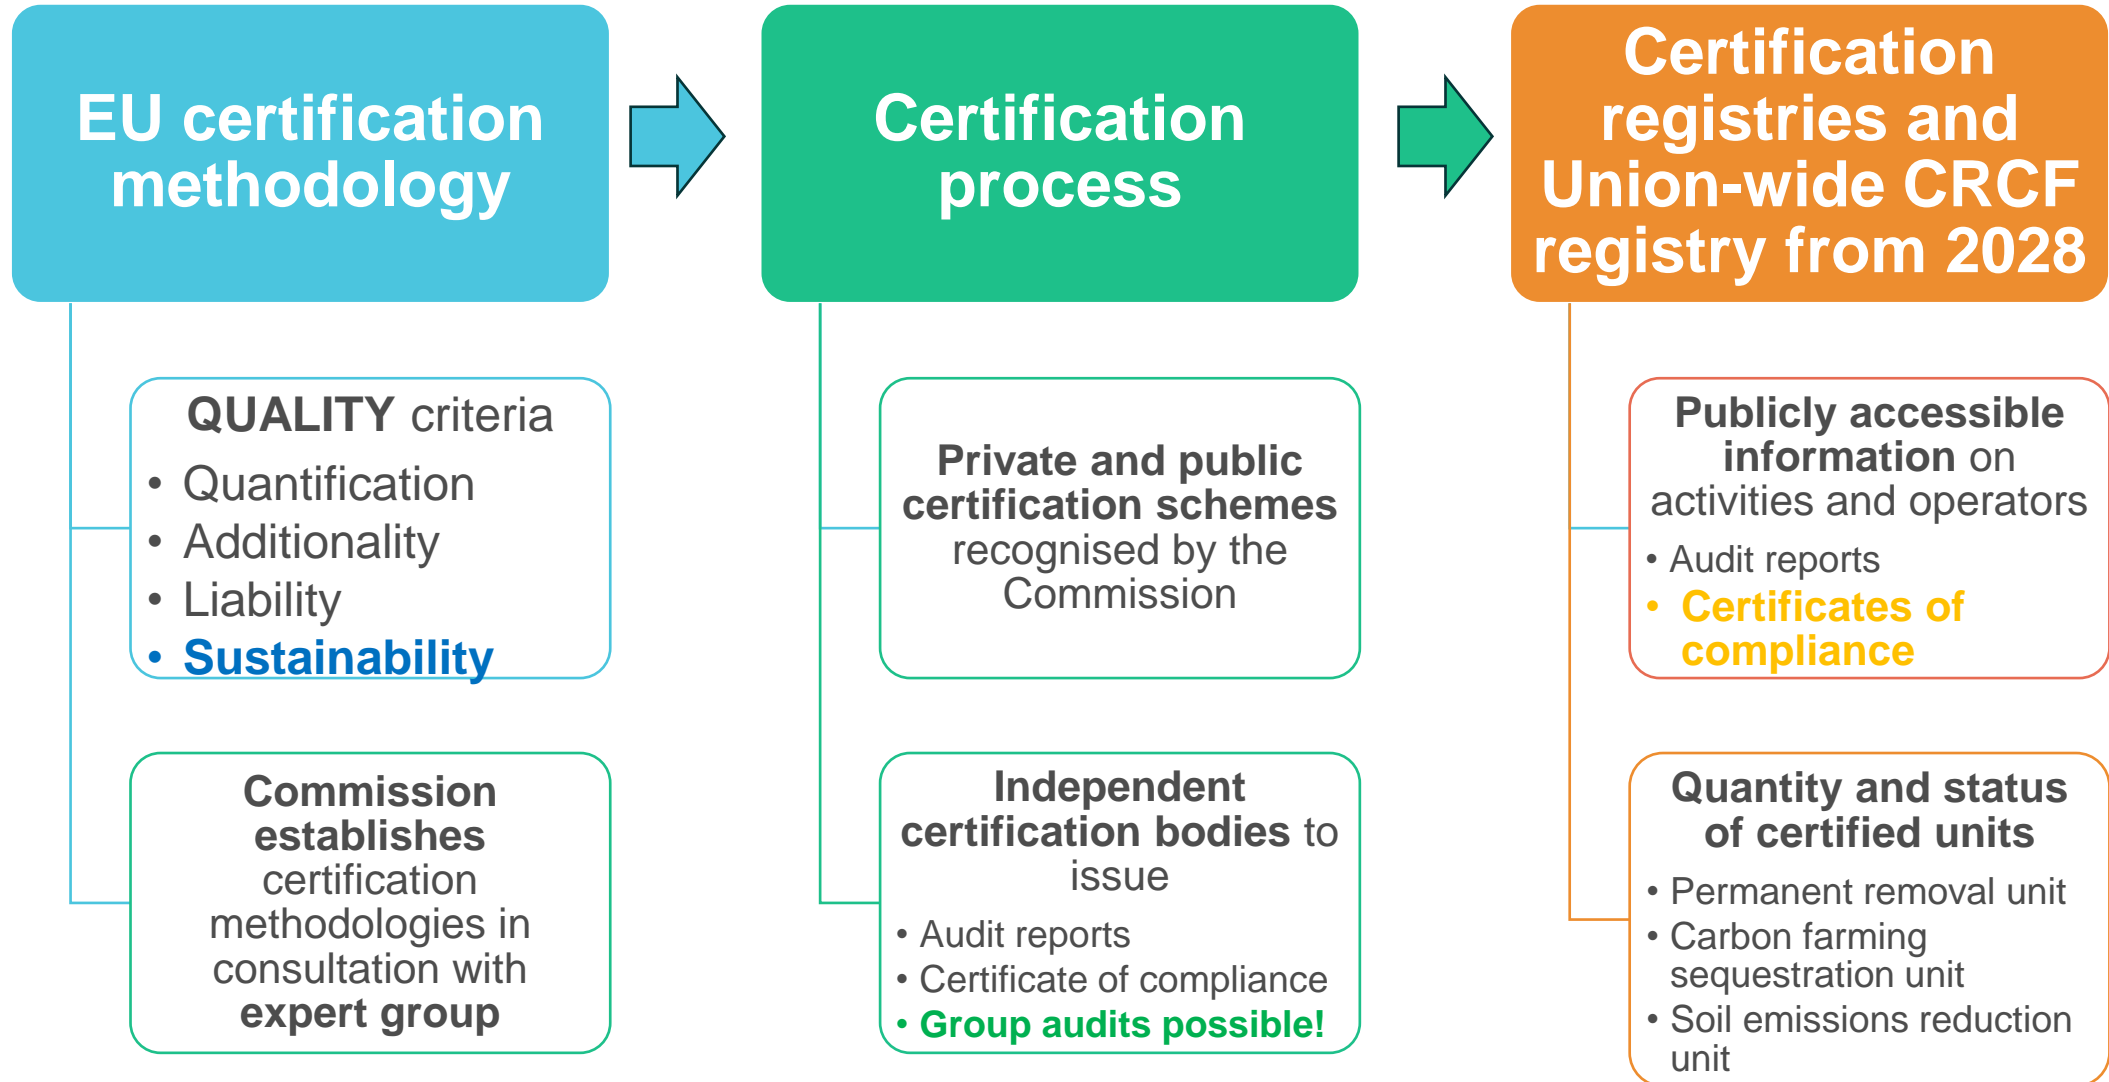 EU certification
methodology
QUALITY criteria
• Quantification
• Additionality
• Liability
• Sustainability
Commission
establishes
certification
methodologies in
consultation with
expert group
Certification
process
Private and public
certification schemes
recognised by the
Commission
Independent
certification bodies to
issue
• Audit reports
• Certificate of compliance
• Group audits possible!
Certification
registries and
Union-wide CRCF
registry from 2028
Publicly accessible
information on
activities and operators
• Audit reports
• Certificates of
compliance
Quantity and status
of certified units
• Permanent removal unit
• Carbon farming
sequestration unit
• Soil emissions reduction
unit